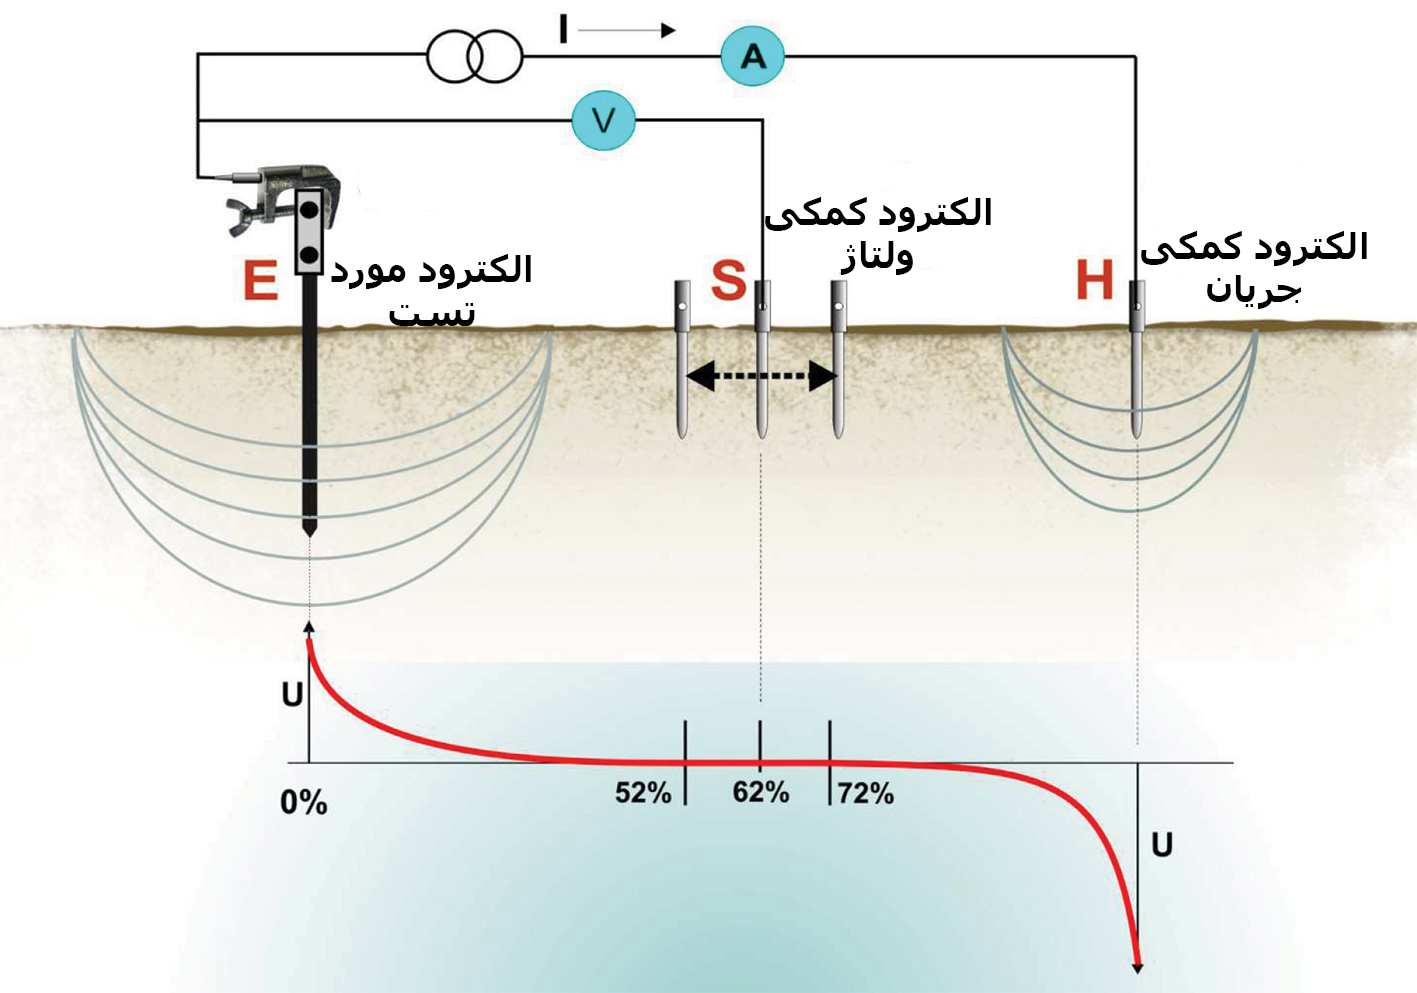 I
A
V
الکترود کمکی
ولتاژ
الکترود کمکی
جریان
E
الکترود مورد
تست
S
H
U
0%
52%
62%
72%
U